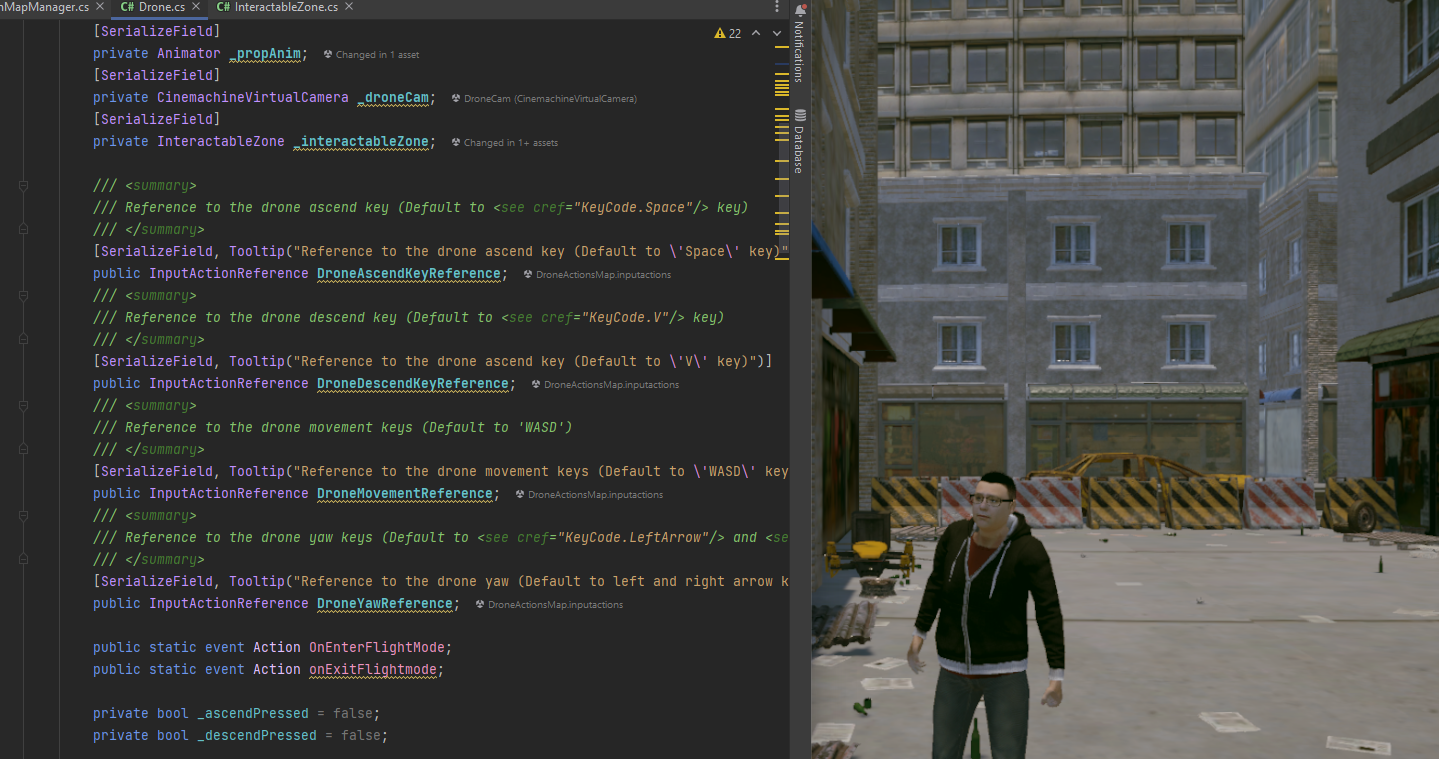 nMapManager.cs × C# Drone.cs × C# InteractableZone.cs ×
[SerializeField]
22
private Animator _propAnim; Changed in 1 asset
[SerializeField]
private CinemachineVirtualCamera _droneCam; DroneCam (CinemachineVirtualCamera)
[SerializeField]
private InteractableZone _interactableZone; Changed in 1+ assets
/// <summary>
/// Reference to the drone ascend key (Default to <see cref="KeyCode.Space"/> key)
/// </summary>
[SerializeField, Tooltip("Reference to the drone ascend key (Default to \'Space\' key)"
public InputActionReference DroneAscendKeyReference; DroneActionsMap.inputactions
/// <summary>
/// Reference to the drone descend key (Default to <see cref="KeyCode.V"/> key)
/// </summary>
[SerializeField, Tooltip("Reference to the drone ascend key (Default to \'V\' key)")]
public InputActionReference DroneDescendKeyReference; DroneActionsMap.inputactions
/// <summary>
/// Reference to the drone movement keys (Default to 'WASD')
/// </summary>
[SerializeField, Tooltip("Reference to the drone movement keys (Default to \'WASD\' key
public InputActionReference DroneMovementReference; DroneActionsMap.inputactions
/// <summary>
/// Reference to the drone yaw keys (Default to <see cref="KeyCode.LeftArrow"/> and <se
/// </summary>
[SerializeField, Tooltip("Reference to the drone yaw (Default to left and right arrow k
public InputActionReference DroneYawReference; DroneActionsMap.inputactions
public static event Action OnEnterFlightMode;
public static event Action onExitFlightmode;
private bool _ascendPressed = false;
private bool _descendPressed = false;
Notifications
Database